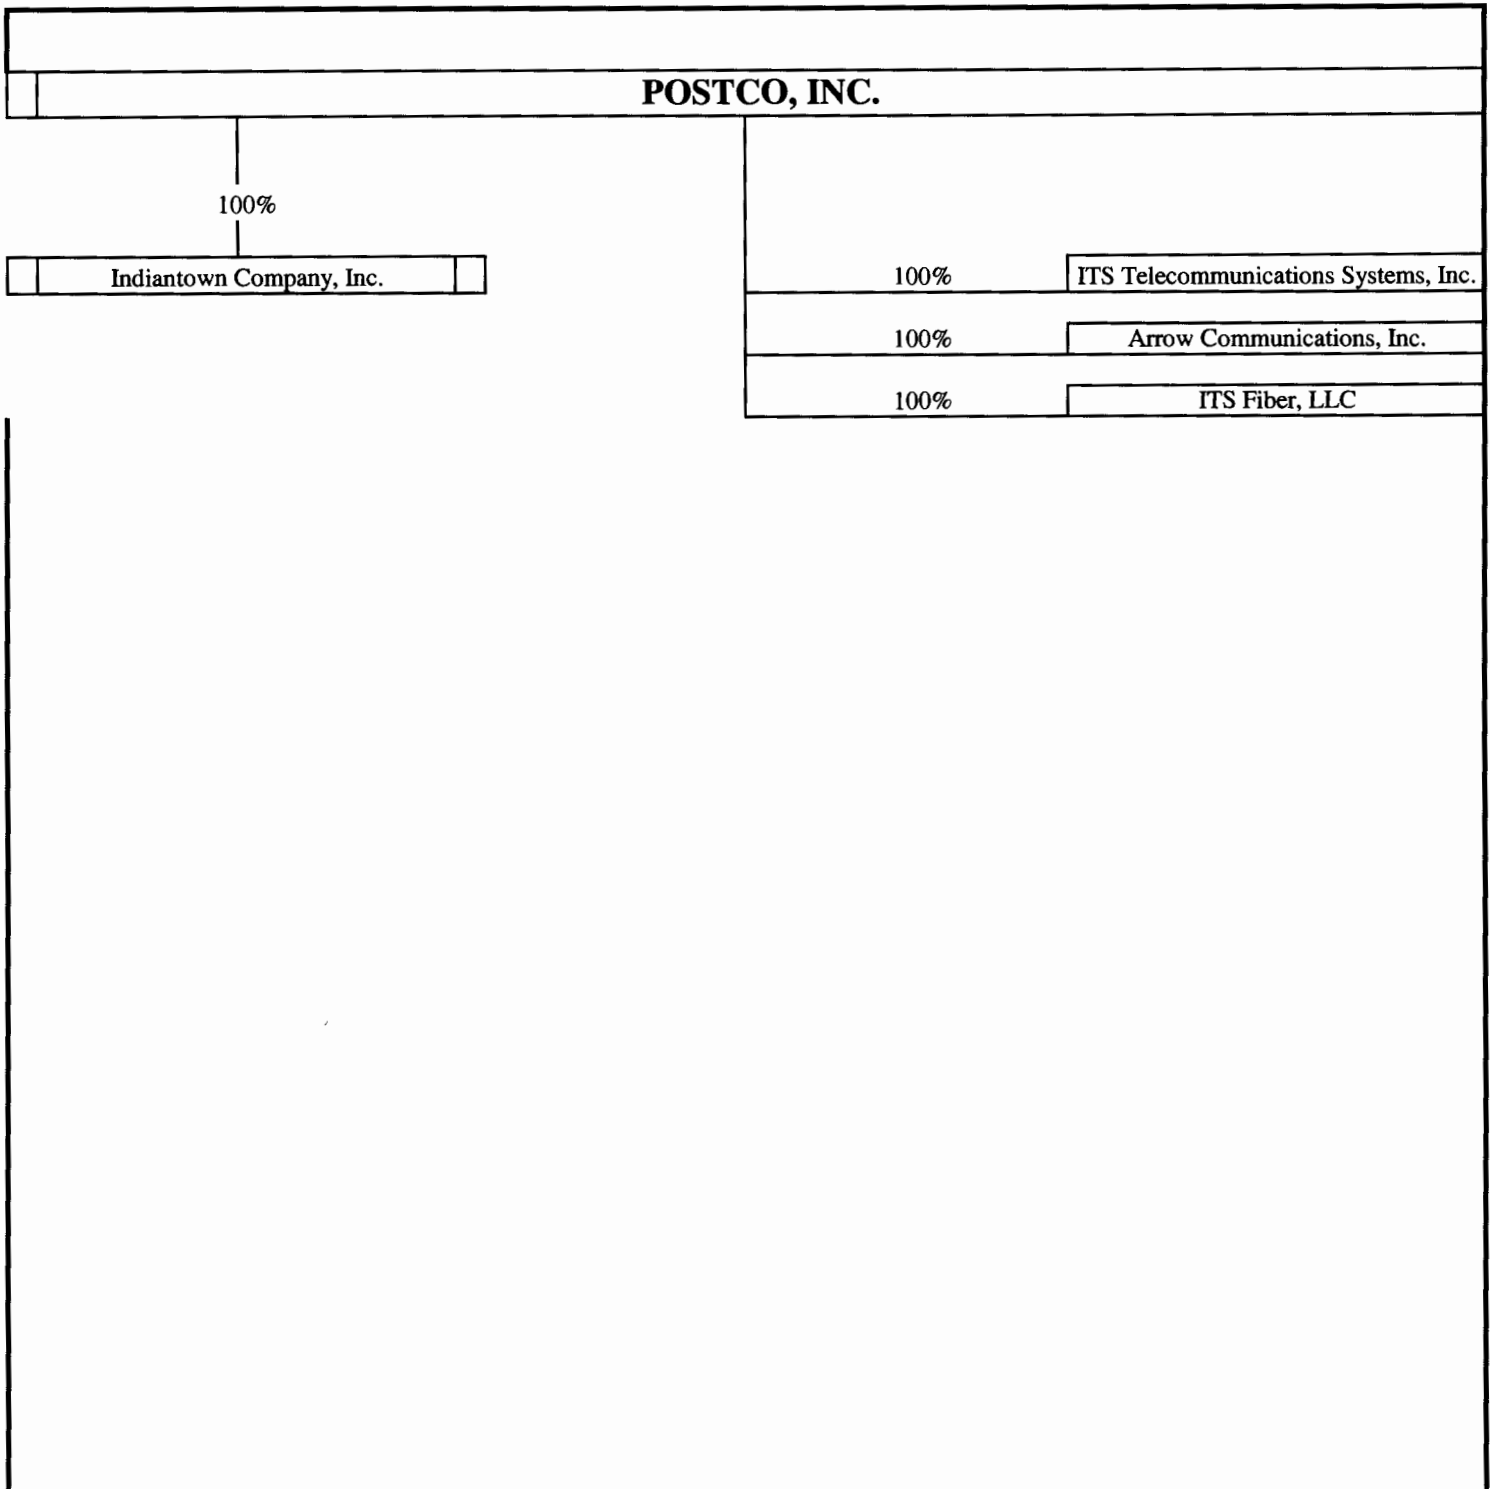 POSTCO, INC.
100%
Indiantown Company, Inc.
100% ITS Telecommunications Systems, Inc.
100% Arrow Communications, Inc.
100% ITS Fiber, LLC